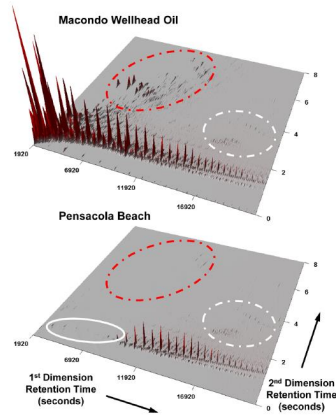 Macondo Wellhead Oil
8
6
4
2
0
1920
6920
11920
16920
Pensacola Beach
8
6
4
2
0
1920
6920
11920
16920
1st Dimension
Retention Time
(seconds)
2nd Dimension
Retention Time
(seconds)